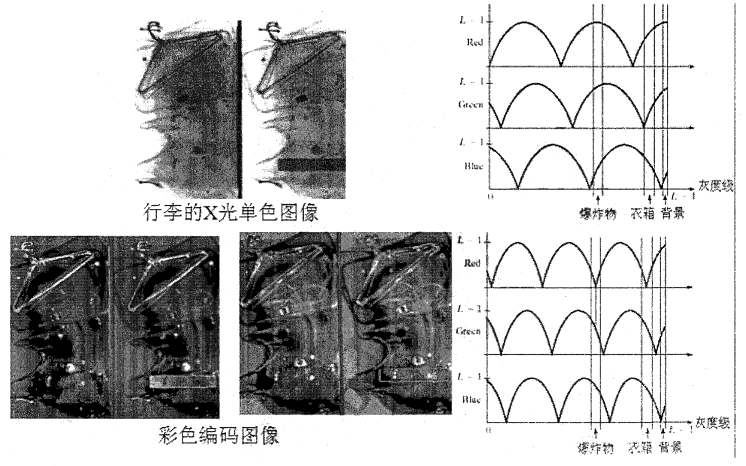 L - 1
Red
L - 1
Green
L - 1
Blue
0
L - 1
灰度级
爆炸物 衣箱 背景
行李的X光单色图像
L - 1
Red
L - 1
Green
L - 1
Blue
0
L - 1
灰度级
爆炸物 衣箱 背景
彩色编码图像